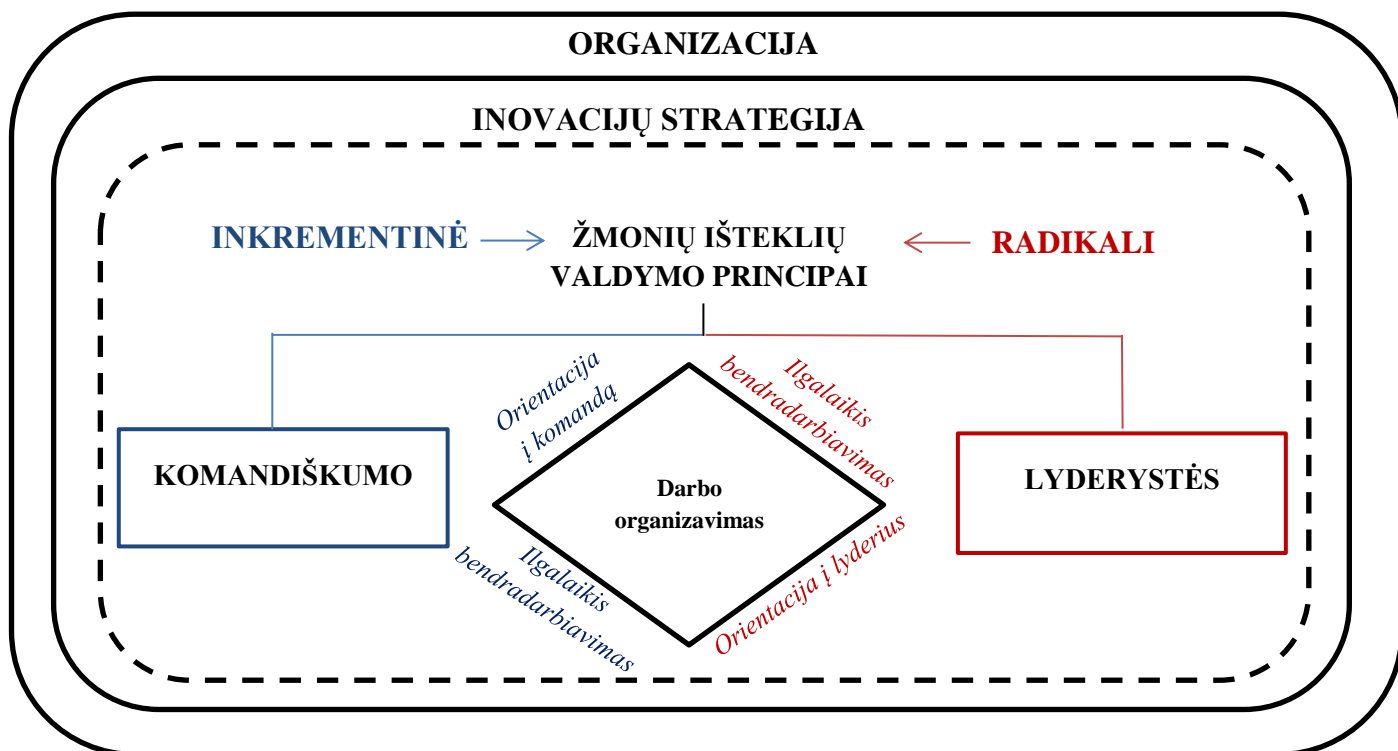 ORGANIZACIJA
INOVACIJŲ STRATEGIJA
INKREMENTINĖ
ŽMONIŲ IŠTEKLIŲ
VALDYMO PRINCIPAI
RADIKALI
Orientacija
į komandą
Ilgalaikis
bendradarbiavimas
KOMANDIŠKUMO
Darbo
organizavimas
LYDERYSTĖS
Ilgalaikis
bendradarbiavimas
Orientacija į lyderius